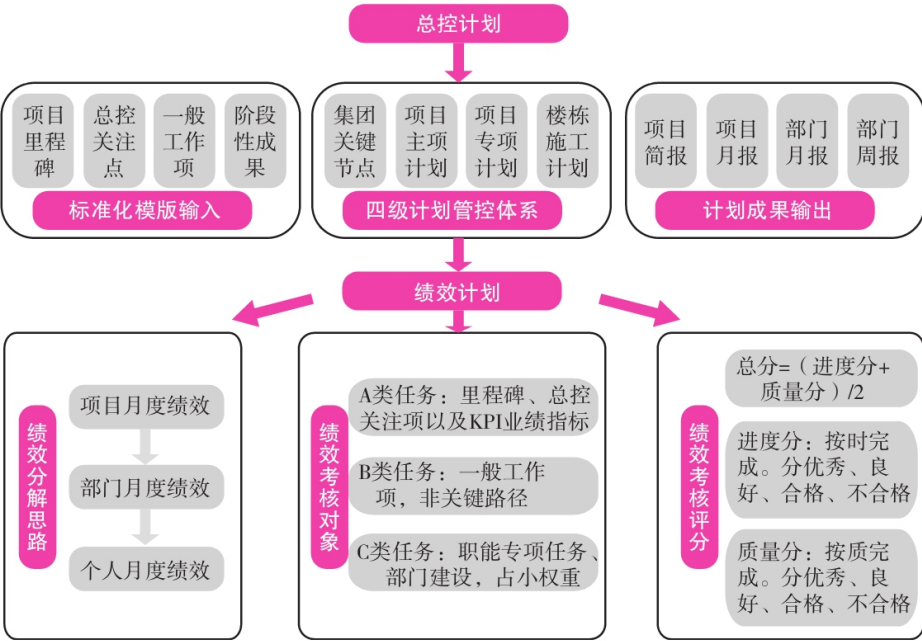 总控计划
项目
里程
碑
总控
关注
点
一般
工作
项
阶段
性成
果
标准化模版输入
集团
关键
节点
项目
主项
计划
项目
专项
计划
楼栋
施工
计划
四级计划管控体系
项目
简报
项目
月报
部门
月报
部门
周报
计划成果输出
绩效计划
绩效分解思路
项目月度绩效
部门月度绩效
个人月度绩效
绩效考核对象
A类任务：里程碑、总控
关注项以及KPI业绩指标
B类任务：一般工作
项，非关键路径
C类任务：职能专项任务、
部门建设，占小权重
绩效考核评分
总分=（进度分+
质量分）/2
进度分：按时完
成。分优秀、良
好、合格、不合格
质量分：按质完
成。分优秀、良
好、合格、不合格